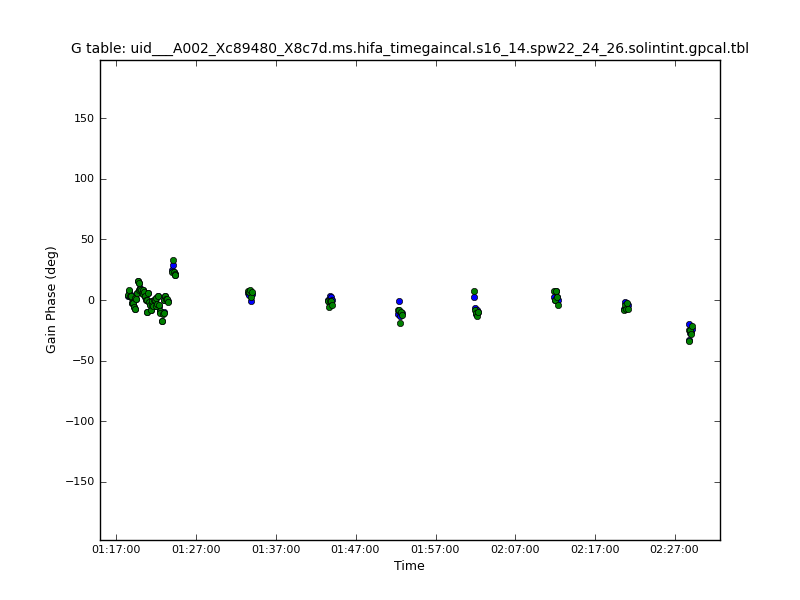 G table: uid___A002_Xc89480_X8c7d.ms.hifa_timegaincal.s16_14.spw22_24_26.solintint.gpcal.tbl
150
100
50
0
−50
−100
−150
Gain Phase (deg)
01:17:00 01:27:00 01:37:00 01:47:00 01:57:00 02:07:00 02:17:00 02:27:00
Time